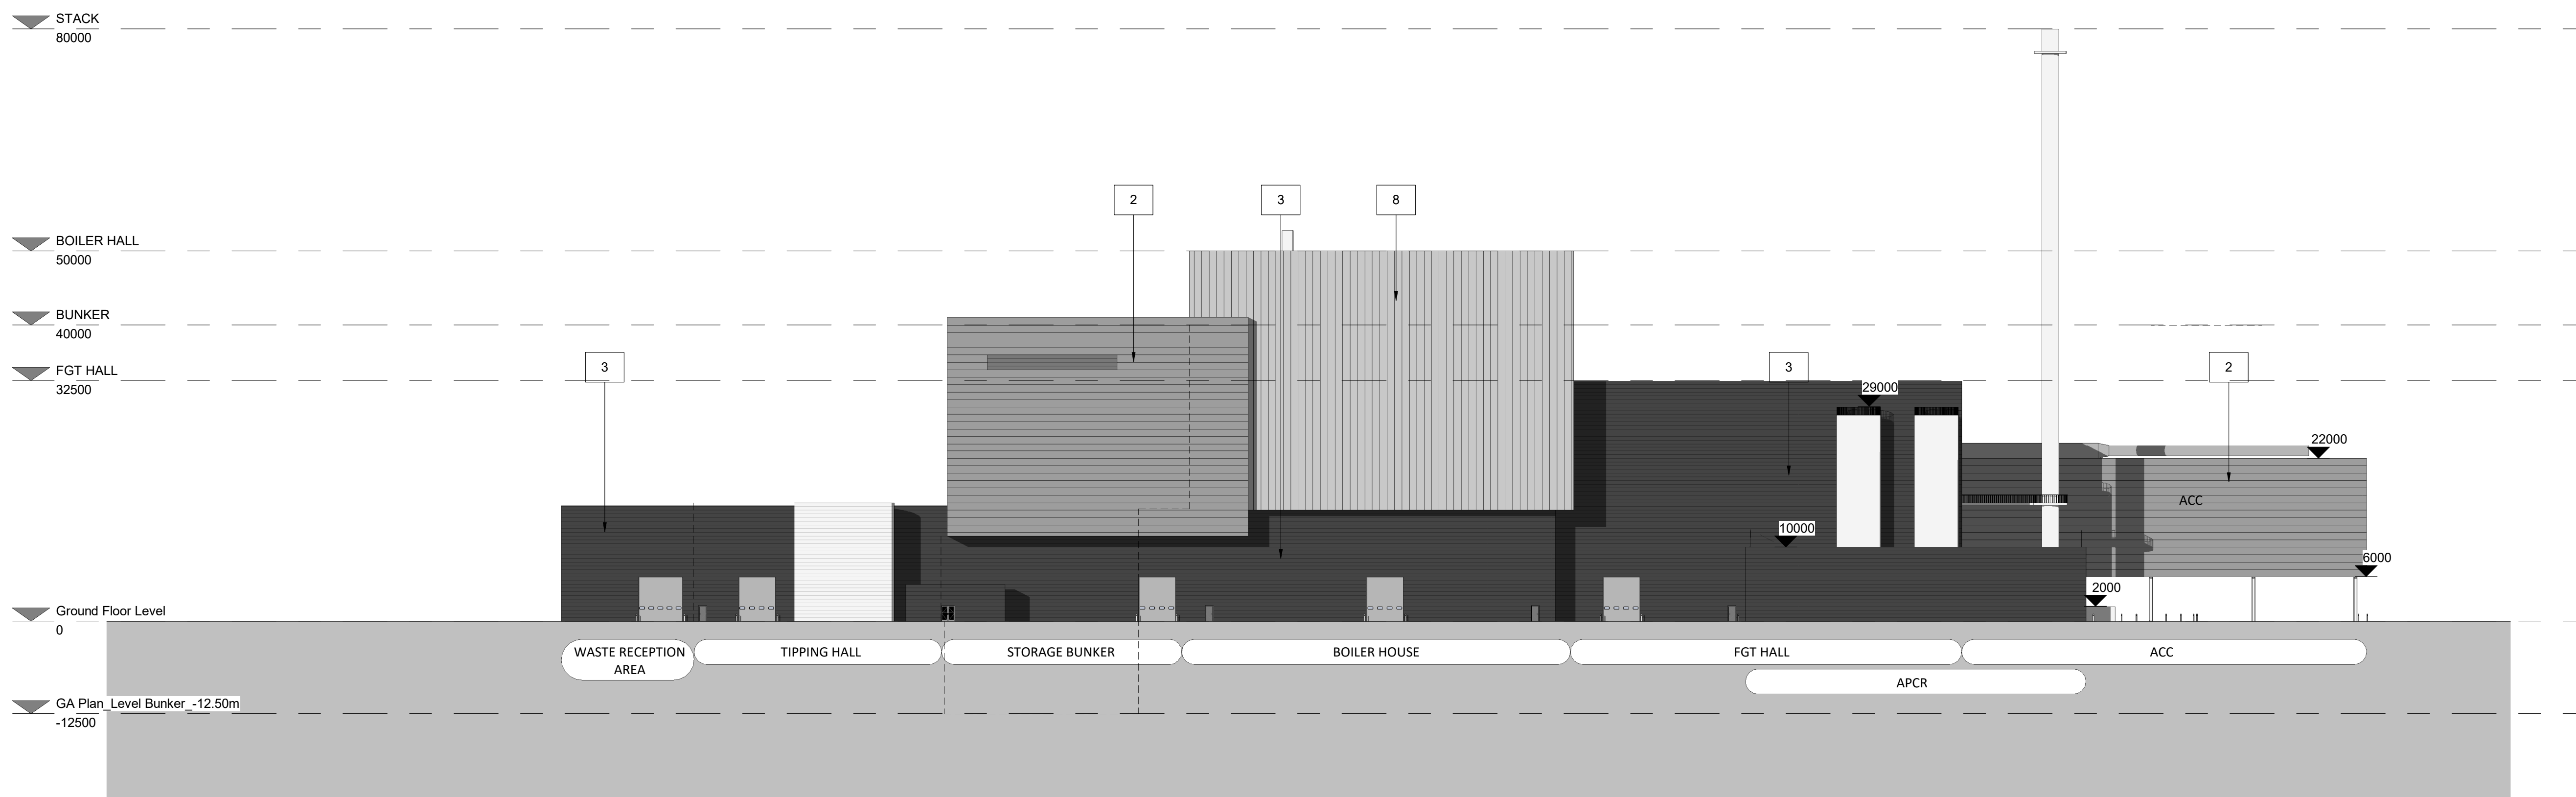 STACK
80000
2
3
8
BOILER HALL
50000
BUNKER
40000
FGT HALL
32500
3
3
29000
2
22000
ACC
10000
6000
2000
Ground Floor Level
0
WASTE RECEPTION
AREA
TIPPING HALL
STORAGE BUNKER
BOILER HOUSE
FGT HALL
ACC
APCR
GA Plan_Level Bunker_-12.50m
-12500